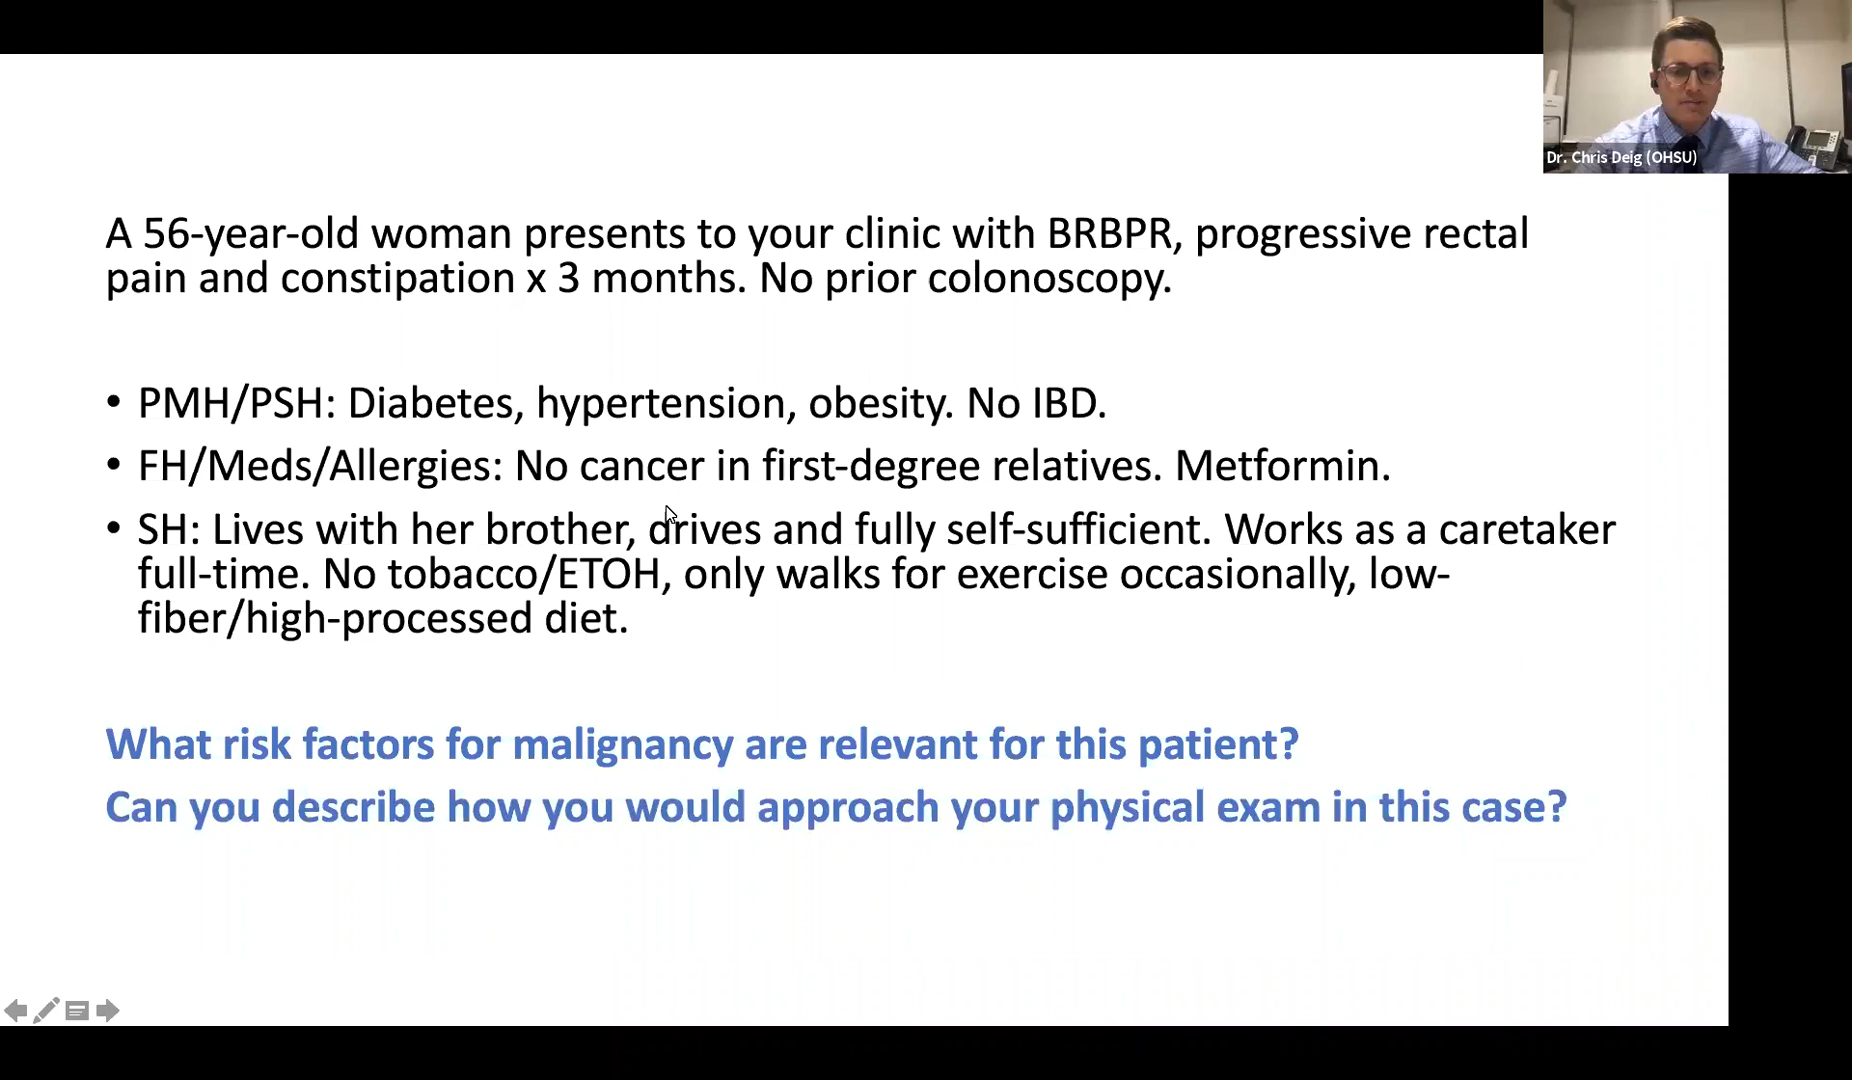 Dr. Chris Deig (OHSU)
A 56-year-old woman presents to your clinic with BRBPR, progressive rectal
pain and constipation x 3 months. No prior colonoscopy.
• PMH/PSH: Diabetes, hypertension, obesity. No IBD.
• FH/Meds/Allergies: No cancer in first-degree relatives. Metformin.
• SH: Lives with her brother, drives and fully self-sufficient. Works as a caretaker
full-time. No tobacco/ETOH, only walks for exercise occasionally, low-
fiber/high-processed diet.
What risk factors for malignancy are relevant for this patient?
Can you describe how you would approach your physical exam in this case?